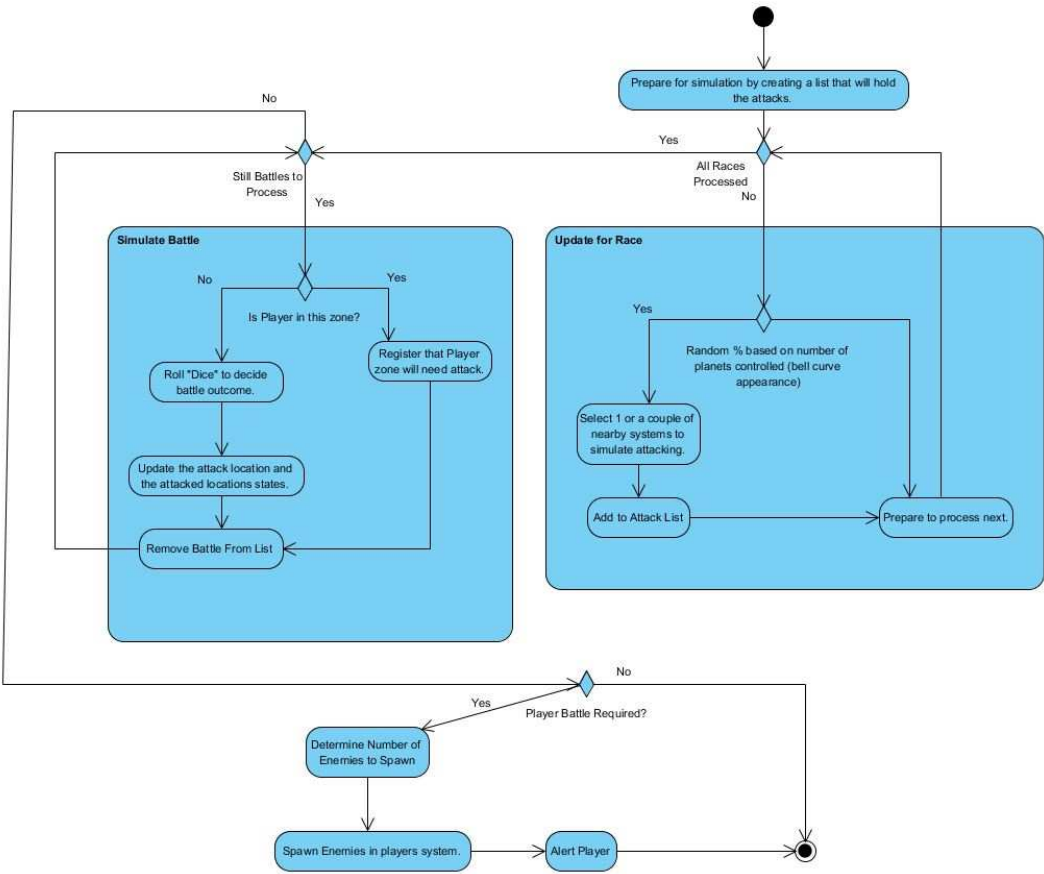 Prepare for simulation by creating a list that will hold
the attacks.
No
Yes
Still Battles to
Process
All Races
Processed
No
Yes
Simulate Battle
Update for Race
No
Yes
Is Player in this zone?
Yes
Roll "Dice" to decide
battle outcome.
Register that Player
zone will need attack.
Random % based on number of
planets controlled (bell curve
appearance)
Select 1 or a couple of
nearby systems to
simulate attacking.
Update the attack location and
the attacked locations states.
Add to Attack List
Prepare to process next.
Remove Battle From List
No
Yes
Player Battle Required?
Determine Number of
Enemies to Spawn
Spawn Enemies in players system.
Alert Player